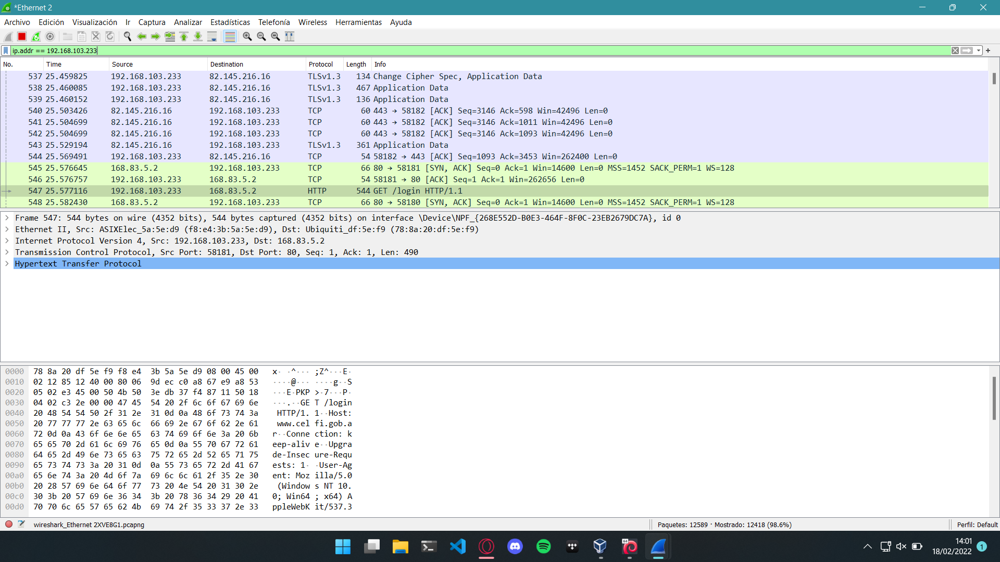 *Ethernet 2
Archivo Edición Visualización Ir Captura Analizar Estadísticas Telefonía Wireless Herramientas Ayuda
ip.addr == 192.168.103.233
No. Time Source Destination Protocol Length Info
537 25.459825 192.168.103.233 82.145.216.16 TLSv1.3 134 Change Cipher Spec, Application Data
538 25.460085 192.168.103.233 82.145.216.16 TLSv1.3 467 Application Data
539 25.460152 192.168.103.233 82.145.216.16 TLSv1.3 136 Application Data
540 25.503426 82.145.216.16 192.168.103.233 TCP 60 443 → 58182 [ACK] Seq=3146 Ack=598 Win=42496 Len=0
541 25.504699 82.145.216.16 192.168.103.233 TCP 60 443 → 58182 [ACK] Seq=3146 Ack=1011 Win=42496 Len=0
542 25.504699 82.145.216.16 192.168.103.233 TCP 60 443 → 58182 [ACK] Seq=3146 Ack=1093 Win=42496 Len=0
543 25.529194 82.145.216.16 192.168.103.233 TLSv1.3 361 Application Data
544 25.569491 192.168.103.233 82.145.216.16 TCP 54 58182 → 443 [ACK] Seq=1093 Ack=3453 Win=262400 Len=0
545 25.576645 168.83.5.2 192.168.103.233 TCP 66 80 → 58181 [SYN, ACK] Seq=0 Ack=1 Win=14600 Len=0 MSS=1452 SACK_PERM=1 WS=128
546 25.576757 192.168.103.233 168.83.5.2 TCP 54 58181 → 80 [ACK] Seq=1 Ack=1 Win=262656 Len=0
547 25.577116 192.168.103.233 168.83.5.2 HTTP 544 GET /login HTTP/1.1
548 25.582430 168.83.5.2 192.168.103.233 TCP 66 80 → 58180 [SYN, ACK] Seq=0 Ack=1 Win=14600 Len=0 MSS=1452 SACK_PERM=1 WS=128
Frame 547: 544 bytes on wire (4352 bits), 544 bytes captured (4352 bits) on interface \Device\NPF_{268E552D-B0E3-464F-8F0C-23EB2679DC7A}, id 0
Ethernet II, Src: ASIXElec_5a:5e:d9 (f8:e4:3b:5a:5e:d9), Dst: Ubiquiti_df:5e:f9 (78:8a:20:df:5e:f9)
Internet Protocol Version 4, Src: 192.168.103.233, Dst: 168.83.5.2
Transmission Control Protocol, Src Port: 58181, Dst Port: 80, Seq: 1, Ack: 1, Len: 490
Hypertext Transfer Protocol
0000 78 8a 20 df 5e f9 f8 e4 3b 5a 5e d9 08 00 45 00 x· ·^··· ;Z^···E·
0010 02 12 85 12 40 00 80 06 9d ec c0 a8 67 e9 a8 53 ····@··· ····g··S
0020 05 02 e3 45 00 50 4b 50 3e db 37 f4 87 11 50 18 ···E·PKP >·7···P·
0030 04 02 c3 2e 00 00 47 45 54 20 2f 6c 6f 67 69 6e ···.··GE T /login
0040 20 48 54 54 50 2f 31 2e 31 0d 0a 48 6f 73 74 3a HTTP/1. 1··Host:
0050 20 77 77 77 2e 63 65 6c 66 69 2e 67 6f 62 2e 61 www.cel fi.gob.a
0060 72 0d 0a 43 6f 6e 6e 65 63 74 69 6f 6e 3a 20 6b r··Conne ction: k
0070 65 65 70 2d 61 6c 69 76 65 0d 0a 55 70 67 72 61 eep-aliv e··Upgra
0080 64 65 2d 49 6e 73 65 63 75 72 65 2d 52 65 71 75 de-Insec ure-Requ
0090 65 73 74 73 3a 20 31 0d 0a 55 73 65 72 2d 41 67 ests: 1· ·User-Ag
00a0 65 6e 74 3a 20 4d 6f 7a 69 6c 6c 61 2f 35 2e 30 ent: Moz illa/5.0
00b0 20 28 57 69 6e 64 6f 77 73 20 4e 54 20 31 30 2e (Window s NT 10.
00c0 30 3b 20 57 69 6e 36 34 3b 20 78 36 34 29 20 41 0; Win64 ; x64) A
00d0 70 70 6c 65 57 65 62 4b 69 74 2f 35 33 37 2e 33 ppleWebK it/537.3
wireshark_Ethernet 2XVE8G1.pcapng
Paquetes: 12589 · Mostrado: 12418 (98.6%)
Perfil: Default
64
14:01
18/02/2022
1